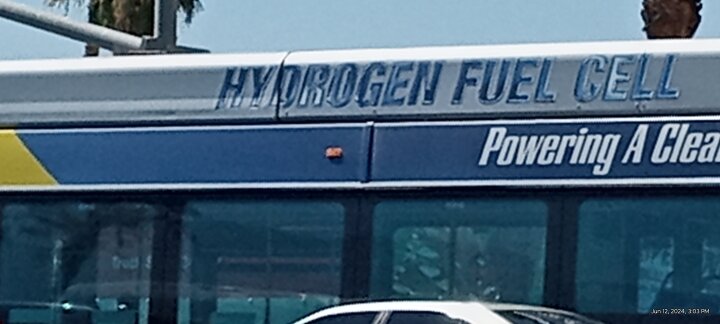 HYDROGEN FUEL CELL
Powering A Clea
Jun 12, 2024, 3:03 PM